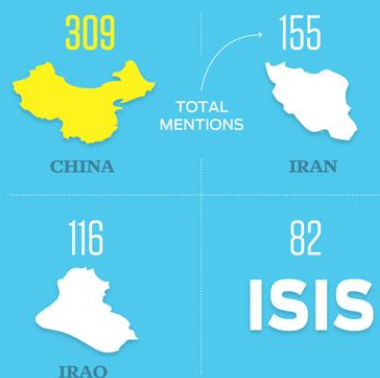 309
CHINA
TOTAL
MENTIONS
155
IRAN
116
IRAQ
82
ISIS